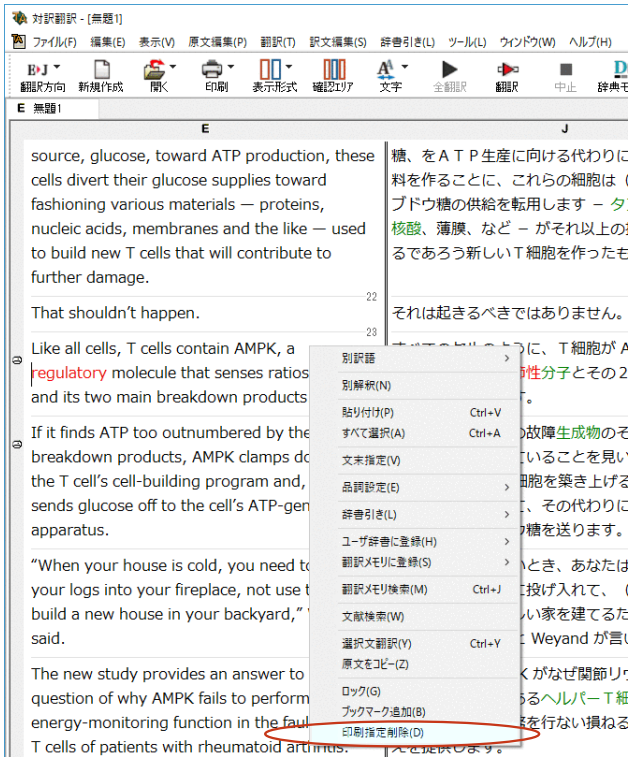 対訳翻訳 - [無題1]
ファイル(F) 編集(E) 表示(V) 原文編集(P) 翻訳(T) 訳文編集(S) 辞書引き(L) ツール(L) ウィンドウ(W) ヘルプ(H)
E▸J
翻訳方向 新規作成 開く 印刷 表示形式 確認エリア 文字 全翻訳 翻訳 中止 辞典モ
E 無題1
E J
source, glucose, toward ATP production, these
cells divert their glucose supplies toward
fashioning various materials — proteins,
nucleic acids, membranes and the like — used
to build new T cells that will contribute to
further damage.
糖、をＡＴＰ生産に向ける代わりに
料を作ることに、これらの細胞は（
ブドウ糖の供給を転用します － タ
核酸、薄膜、など － がそれ以上の
るであろう新しいＴ細胞を作ったも
22
That shouldn’t happen.
それは起きるべきではありません。
23
Like all cells, T cells contain AMPK, a
regulatory molecule that senses ratios
and its two main breakdown products
に、Ｔ細胞が A
性分子とその２
す。
If it finds ATP too outnumbered by the
breakdown products, AMPK clamps do
the T cell’s cell-building program and,
sends glucose off to the cell’s ATP-gen
apparatus.
の故障生成物のそ
ていることを見い
細胞を築き上げる
、その代わりに
糖を送ります。
“When your house is cold, you need to
your logs into your fireplace, not use t
build a new house in your backyard,”
said.
いとき、あなたは
に投げ入れて、（
しい家を建てるた
と Weyand が言い
The new study provides an answer to
question of why AMPK fails to perform
energy-monitoring function in the faul
T cells of patients with rheumatoid arthritis.
K がなぜ関節リウ
あるヘルパーＴ細
を行ない損ねる
えを提供します。
別訳語
別解釈(N)
貼り付け(P) Ctrl+V
すべて選択(A) Ctrl+A
文末指定(V)
品詞設定(E)
辞書引き(L)
ユーザ辞書に登録(H)
翻訳メモリに登録(S)
翻訳メモリ検索(M) Ctrl+J
文献検索(W)
選択文翻訳(Y) Ctrl+Y
原文をコピー(Z)
ロック(G)
ブックマーク追加(B)
印刷指定削除(D)